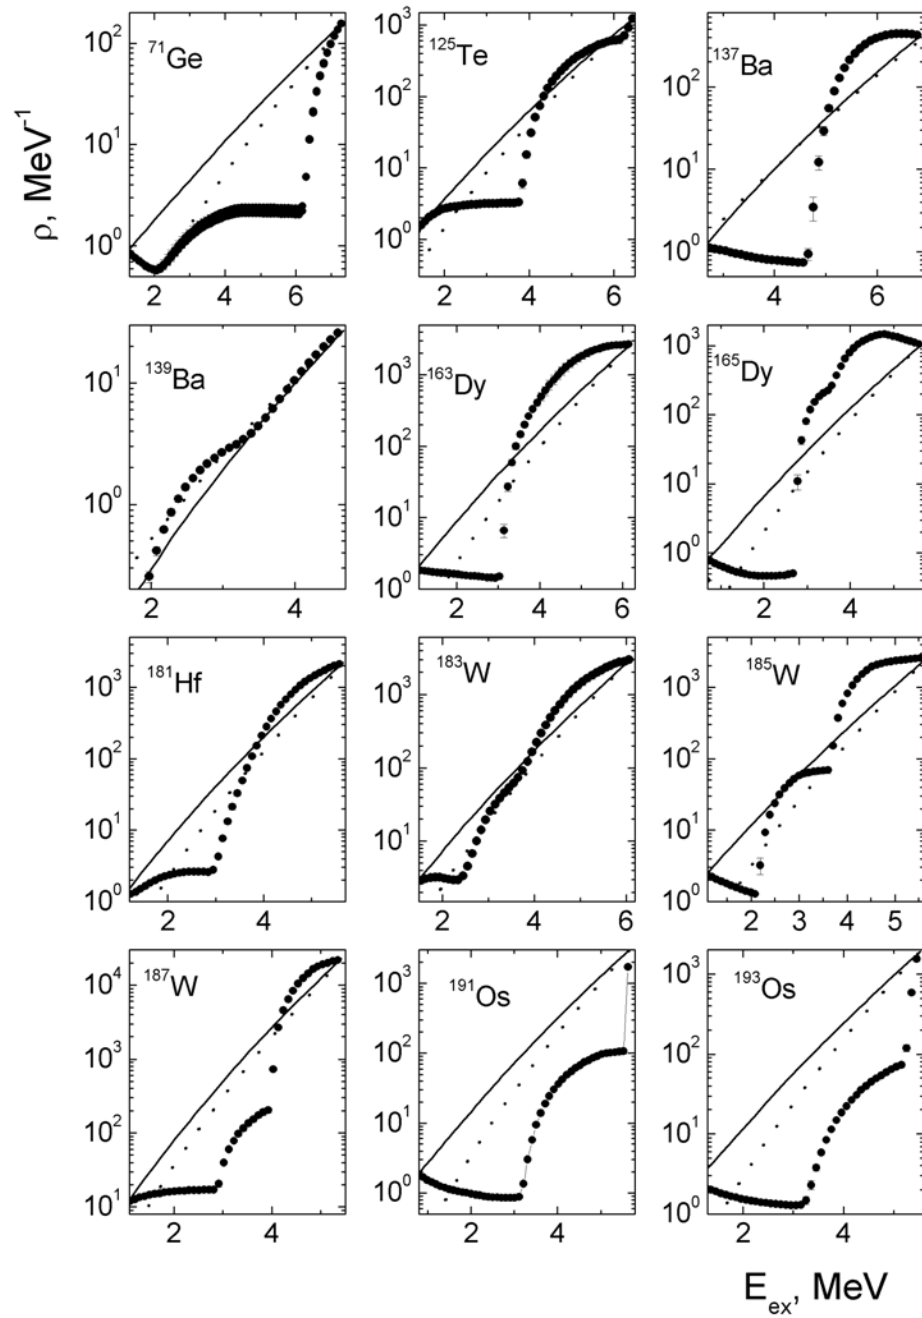 ρ, MeV⁻¹
⁷¹Ge
10²
10¹
10⁰
2 4 6
¹²⁵Te
10³
10²
10¹
10⁰
2 4 6
¹³⁷Ba
10²
10¹
10⁰
4 6
¹³⁹Ba
10¹
10⁰
2 4
¹⁶³Dy
10³
10²
10¹
10⁰
2 4 6
¹⁶⁵Dy
10³
10²
10¹
10⁰
2 4
¹⁸¹Hf
10³
10²
10¹
10⁰
2 4
¹⁸³W
10³
10²
10¹
2 4 6
¹⁸⁵W
10³
10²
10¹
10⁰
2 3 4 5
¹⁸⁷W
10⁴
10³
10²
10¹
2 4
¹⁹¹Os
10³
10²
10¹
10⁰
2 4
¹⁹³Os
10³
10²
10¹
10⁰
2 4
E_ex, MeV